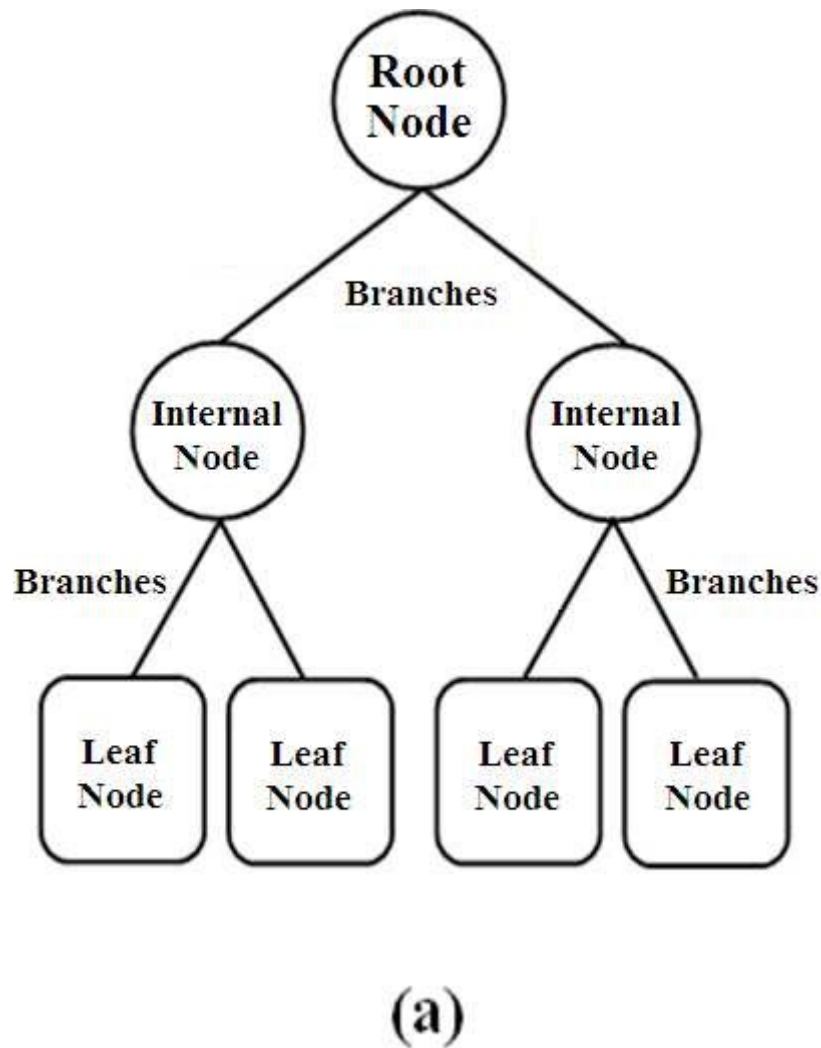 Root
Node
Branches
Internal
Node
Internal
Node
Branches
Branches
Leaf
Node
Leaf
Node
Leaf
Node
Leaf
Node
(a)